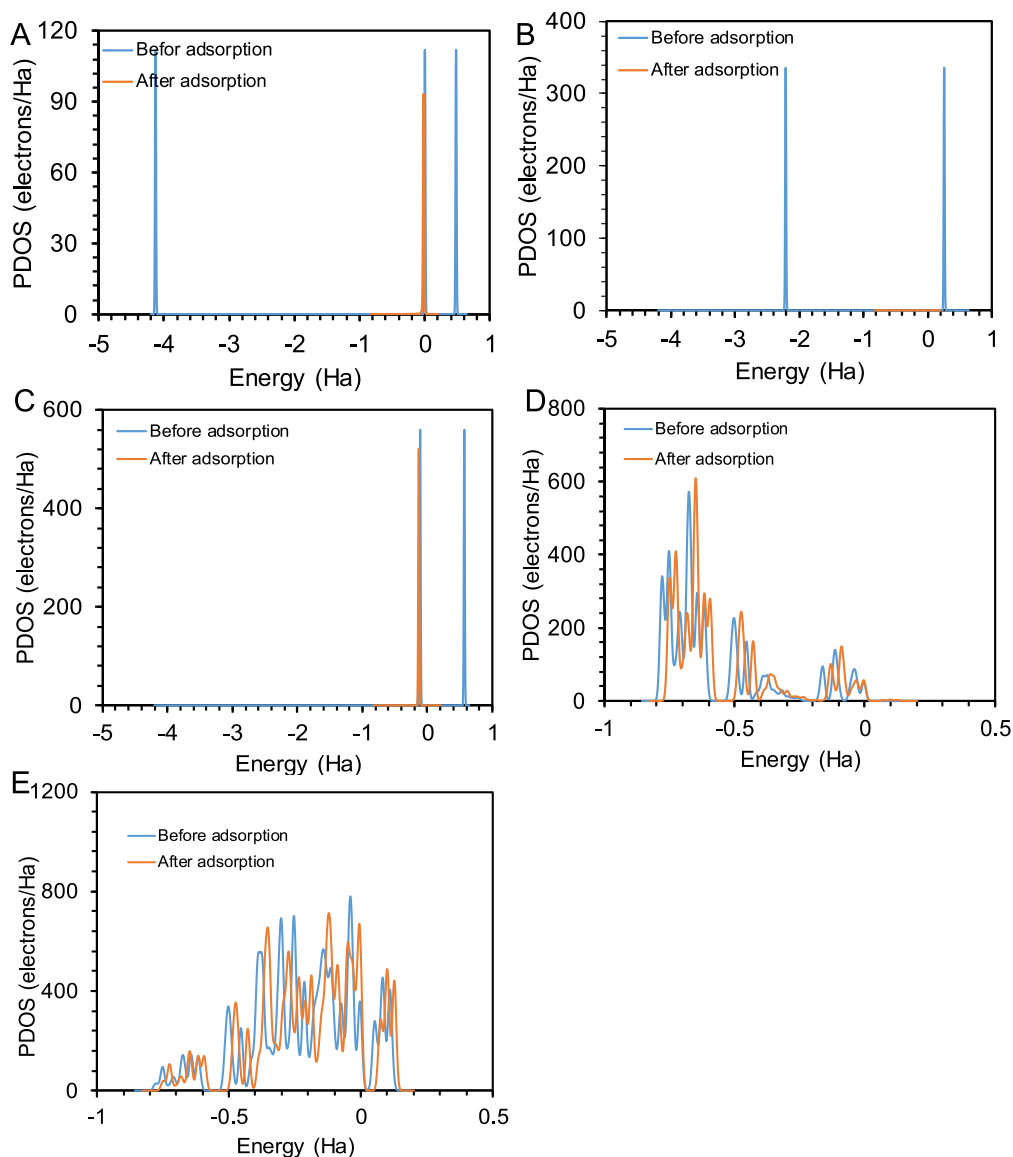 A
PDOS (electrons/Ha)
120
90
60
30
0
Befor adsorption
After adsorption
-5 -4 -3 -2 -1 0 1
Energy (Ha)
B
PDOS (electrons/Ha)
400
300
200
100
0
Before adsorption
After adsorption
-5 -4 -3 -2 -1 0 1
Energy (Ha)
C
PDOS (electrons/Ha)
600
400
200
0
Before adsorption
After adsorption
-5 -4 -3 -2 -1 0 1
Energy (Ha)
D
PDOS (electrons/Ha)
800
600
400
200
0
Before adsorption
After adsorption
-1 -0.5 0 0.5
Energy (Ha)
E
PDOS (electrons/Ha)
1200
800
400
0
Before adsorption
After adsorption
-1 -0.5 0 0.5
Energy (Ha)